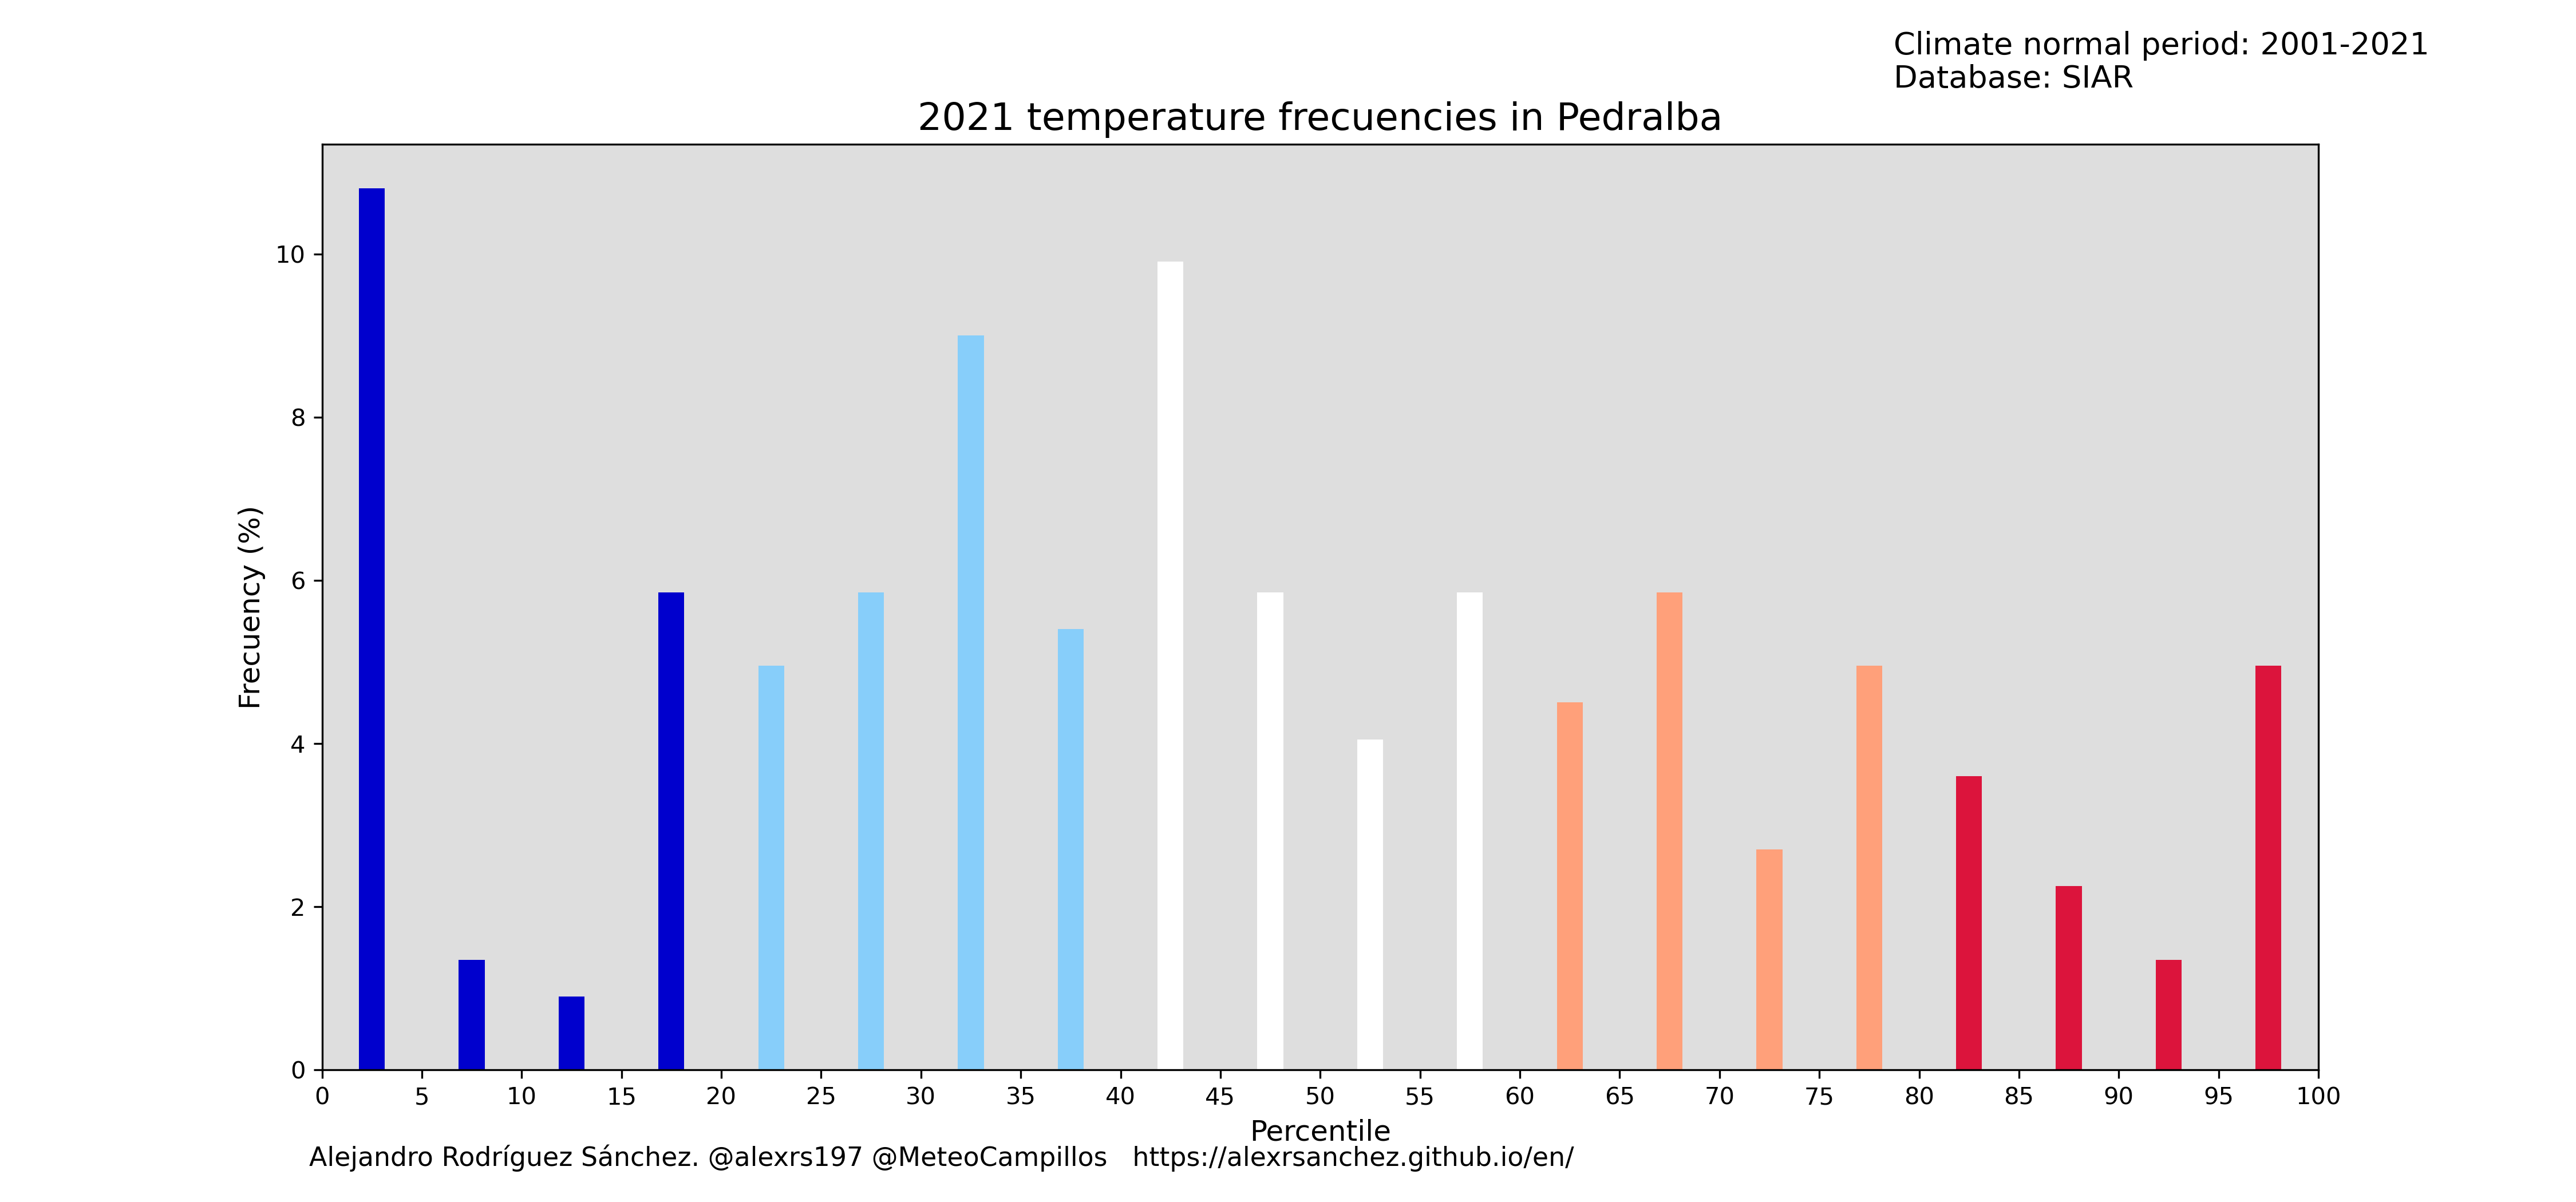 Climate normal period: 2001-2021
Database: SIAR
2021 temperature frecuencies in Pedralba
Frecuency (%)
10
8
6
4
2
0
0 5 10 15 20 25 30 35 40 45 50 55 60 65 70 75 80 85 90 95 100
Percentile
Alejandro Rodríguez Sánchez. @alexrs197 @MeteoCampillos https://alexrsanchez.github.io/en/